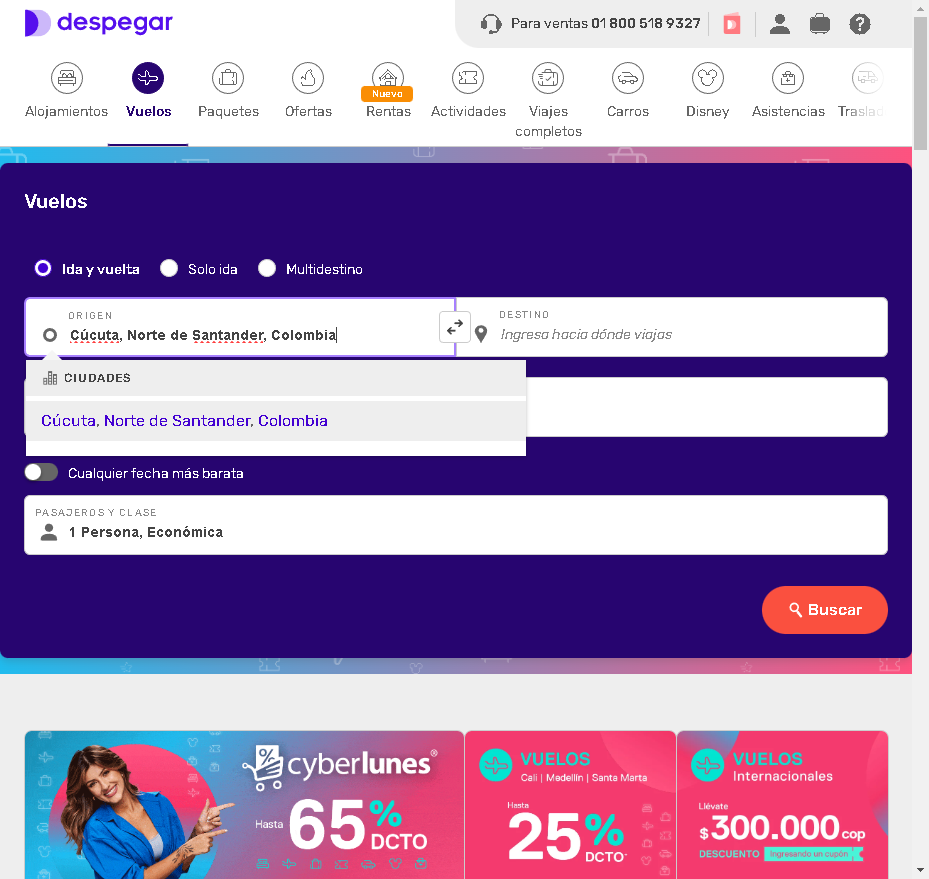 despegar
Para ventas 01 800 518 9327
Alojamientos
Vuelos
Paquetes
Ofertas
Nuevo
Rentas
Actividades
Viajes
completos
Carros
Disney
Asistencias
Traslad
Vuelos
Ida y vuelta
Solo ida
Multidestino
ORIGEN
Cúcuta, Norte de Santander, Colombia
DESTINO
Ingresa hacia dónde viajas
CIUDADES
Cúcuta, Norte de Santander, Colombia
Cualquier fecha más barata
PASAJEROS Y CLASE
1 Persona, Económica
Buscar
cyberlunes®
Hasta 65% DCTO
VUELOS
Cali | Medellín | Santa Marta
Hasta
25% DCTO*
VUELOS
Internacionales
Llévate
$300.000 COP
DESCUENTO Ingresando un cupón